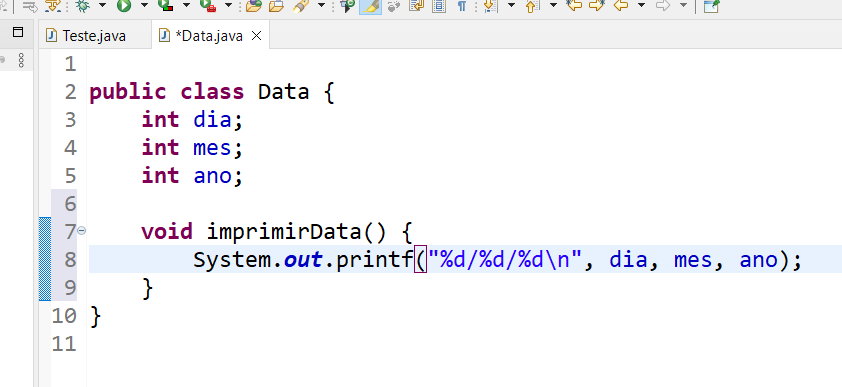 Teste.java *Data.java
1
2 public class Data {
3     int dia;
4     int mes;
5     int ano;
6
7     void imprimirData() {
8         System.out.printf("%d/%d/%d\n", dia, mes, ano);
9     }
10 }
11